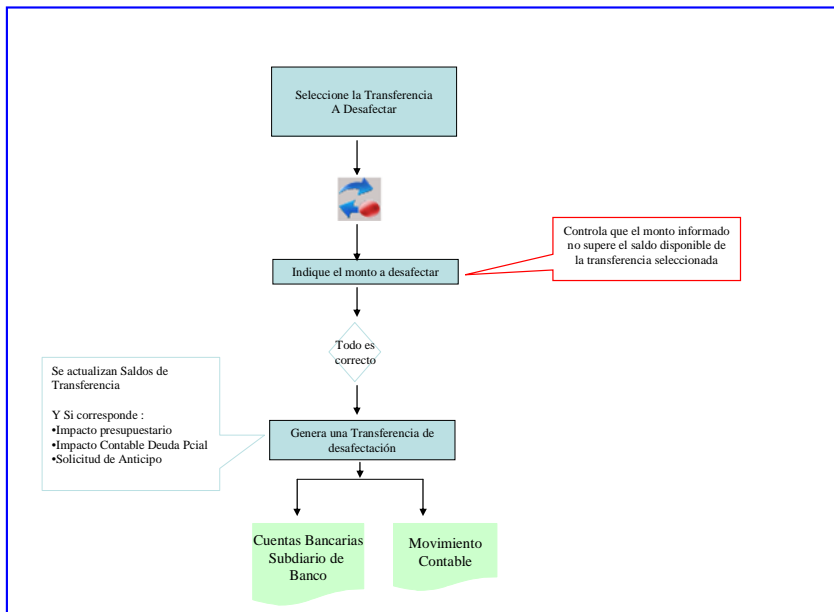 Seleccione la Transferencia
A Desafectar
Controla que el monto informado
no supere el saldo disponible de
la transferencia seleccionada
Indique el monto a desafectar
Todo es
correcto
Se actualizan Saldos de
Transferencia
Y Si corresponde :
•Impacto presupuestario
•Impacto Contable Deuda Pcial
•Solicitud de Anticipo
Genera una Transferencia de
desafectación
Cuentas Bancarias
Subdiario de
Banco
Movimiento
Contable